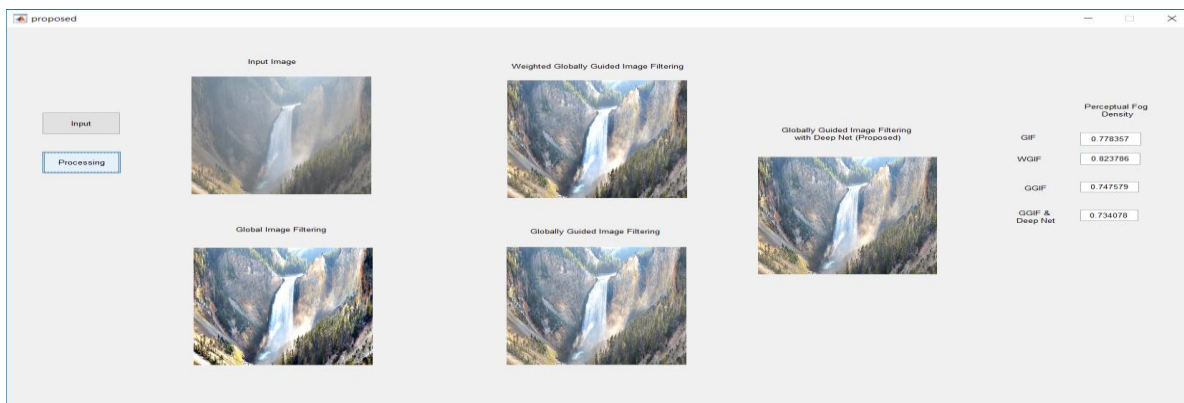 proposed
Input
Processing
Input Image
Global Image Filtering
Weighted Globally Guided Image Filtering
Globally Guided Image Filtering
Globally Guided Image Filtering
with Deep Net (Proposed)
Perceptual Fog
Density
GIF 0.778357
WGIF 0.823786
GGIF 0.747579
GGIF &
Deep Net 0.734078